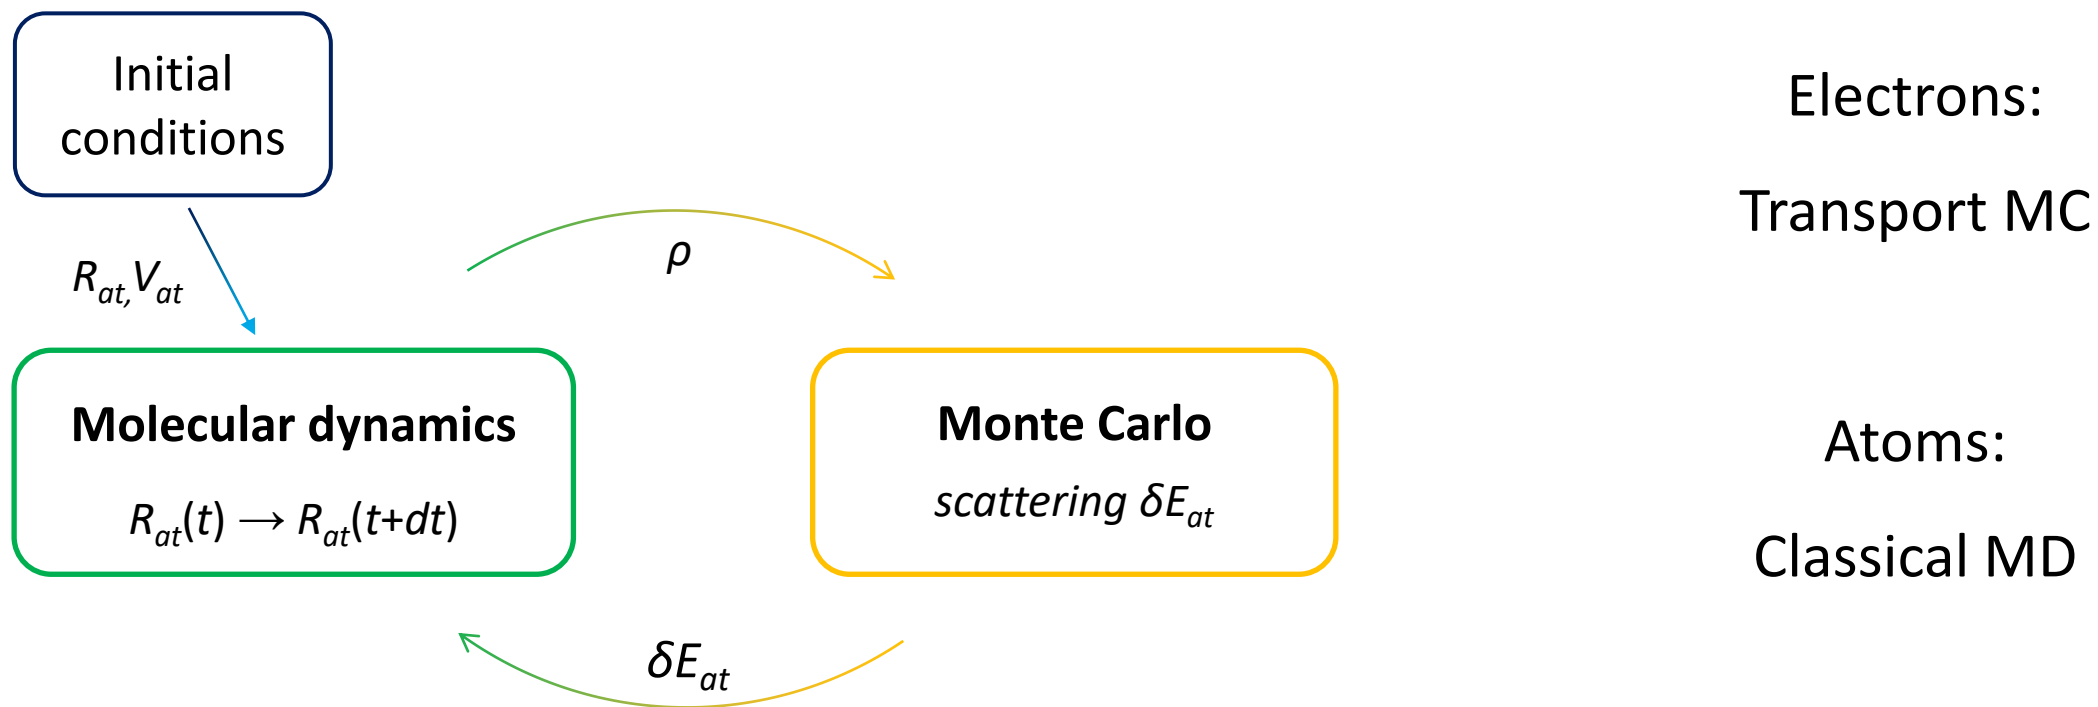 Initial
conditions
Electrons:
Transport MC
R_at,V_at
ρ
Molecular dynamics
R_at(t) → R_at(t+dt)
Monte Carlo
scattering δE_at
Atoms:
Classical MD
δE_at